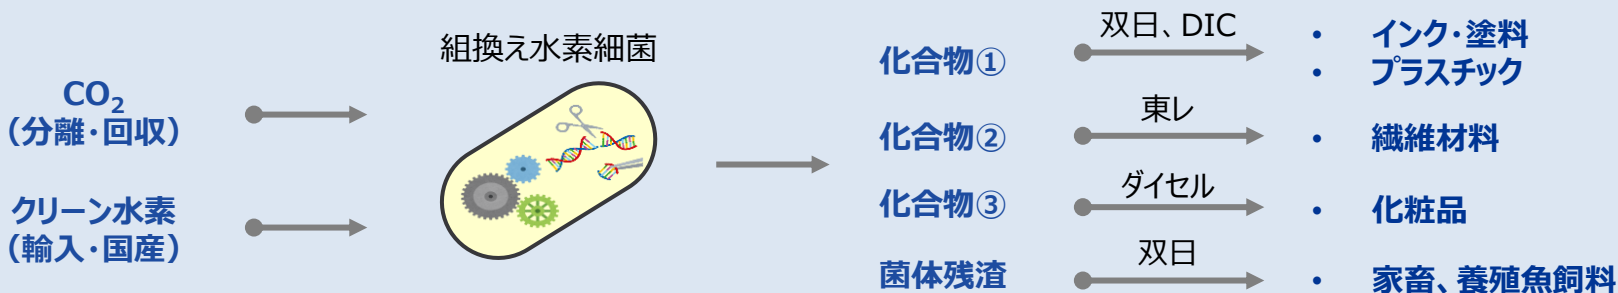 CO₂
（分離・回収）
クリーン水素
（輸入・国産）
組換え水素細菌
化合物①
双日、DIC
• インク・塗料
• プラスチック
化合物②
東レ
• 繊維材料
化合物③
ダイセル
• 化粧品
菌体残渣
双日
• 家畜、養殖魚飼料